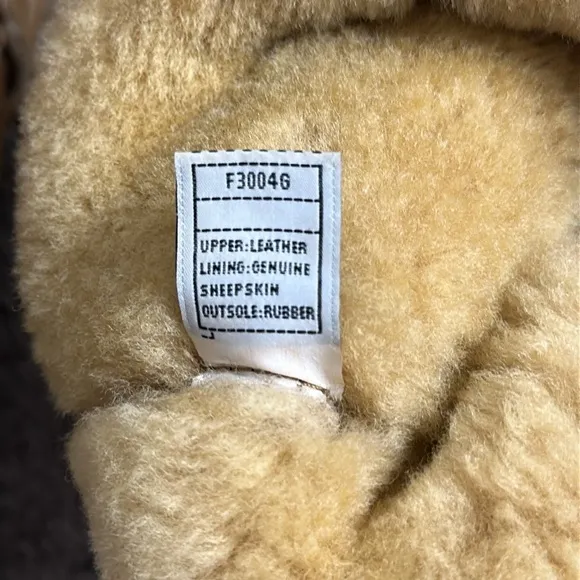 F3004G
UPPER:LEATHER
LINING:GENUINE
SHEEPSKIN
OUTSOLE:RUBBER